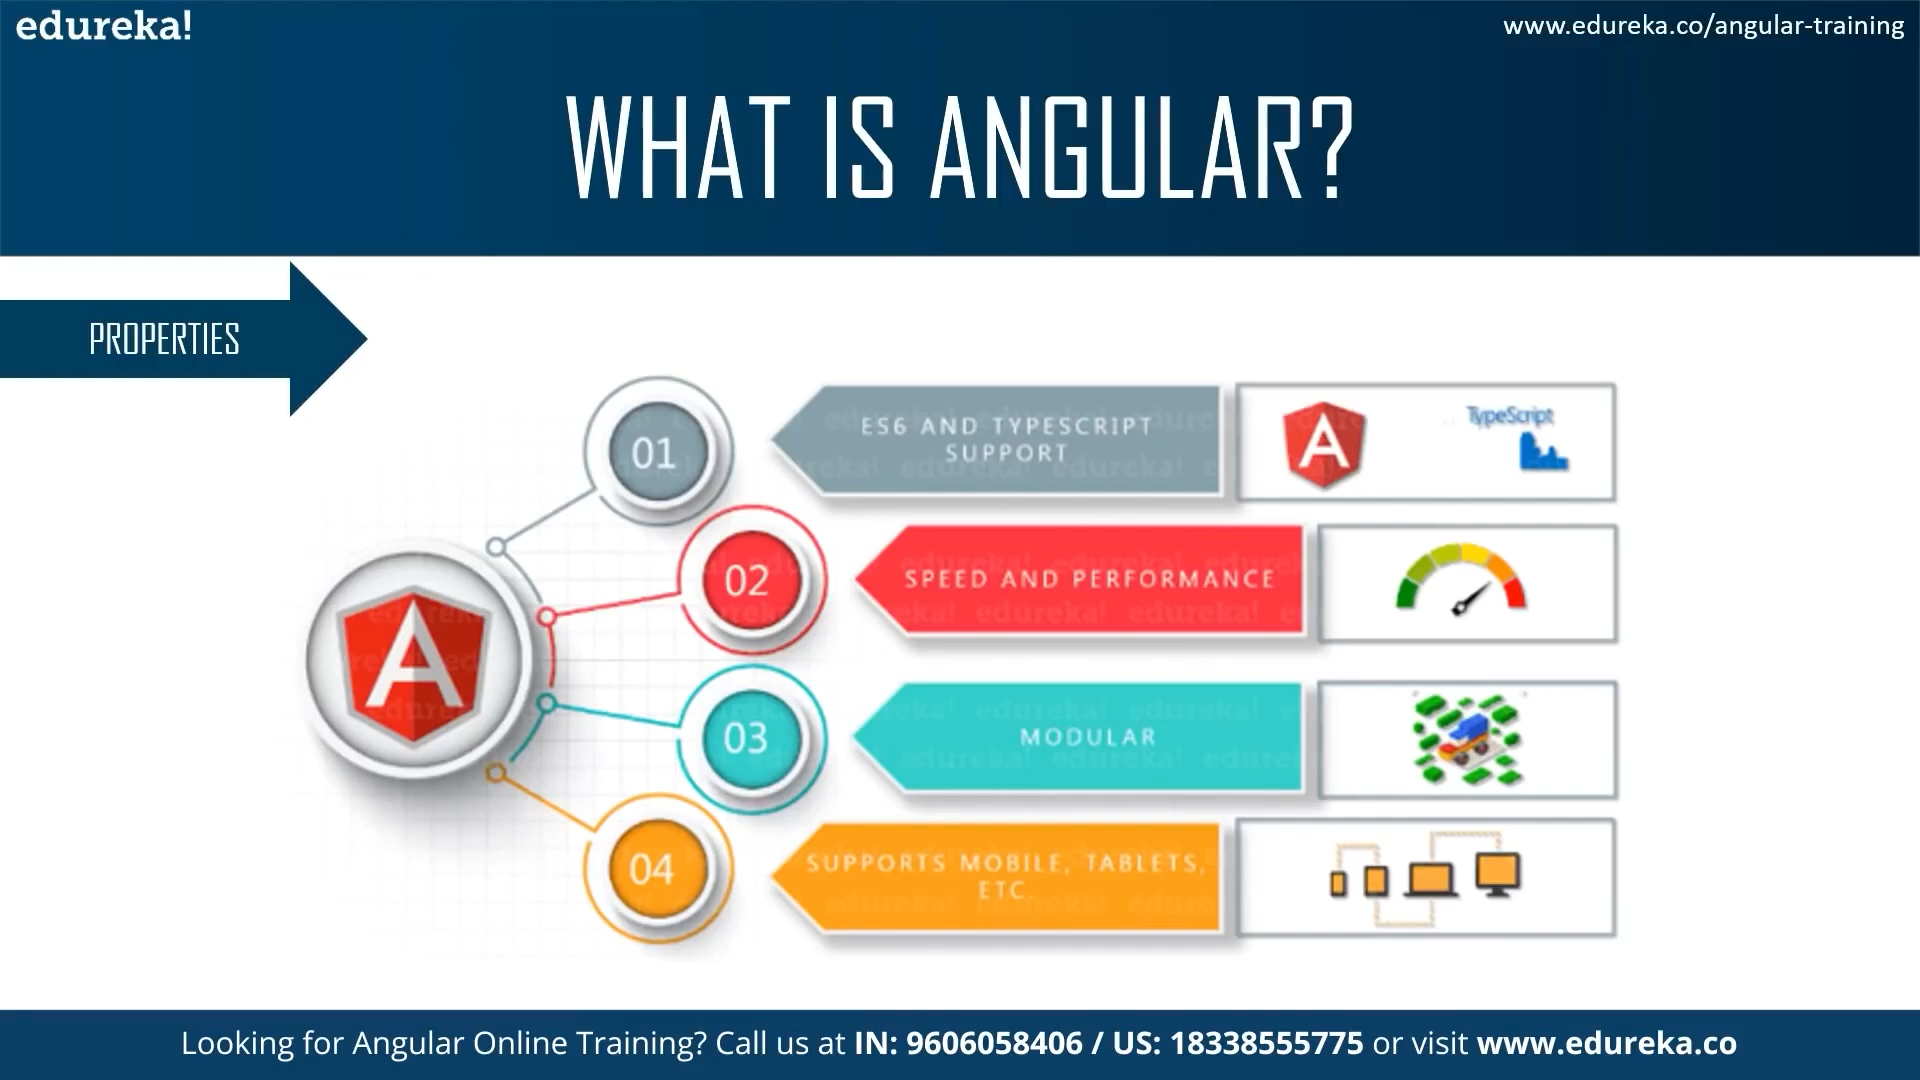 edureka!
www.edureka.co/angular-training
WHAT IS ANGULAR?
PROPERTIES
01
ES6 AND TYPESCRIPT
SUPPORT
A
TypeScript
02
SPEED AND PERFORMANCE
A
03
MODULAR
04
SUPPORTS MOBILE, TABLETS,
ETC
Looking for Angular Online Training? Call us at IN: 9606058406 / US: 18338555775 or visit www.edureka.co